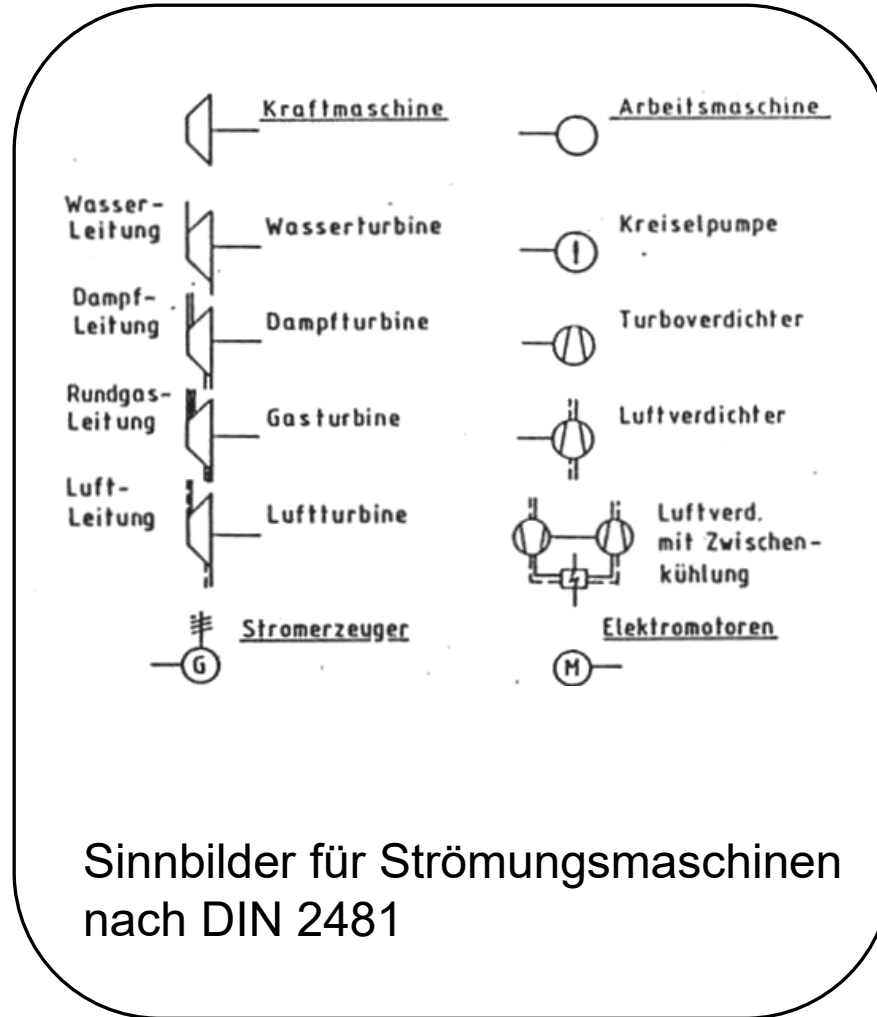 Kraftmaschine
Arbeitsmaschine
Wasser-
Leitung
Wasserturbine
Kreiselpumpe
Dampf-
Leitung
Dampfturbine
Turboverdichter
Rundgas-
Leitung
Gasturbine
Luftverdichter
Luft-
Leitung
Luftturbine
Luftverd.
mit Zwischen-
kühlung
Stromerzeuger
G
Elektromotoren
M
Sinnbilder für Strömungsmaschinen
nach DIN 2481